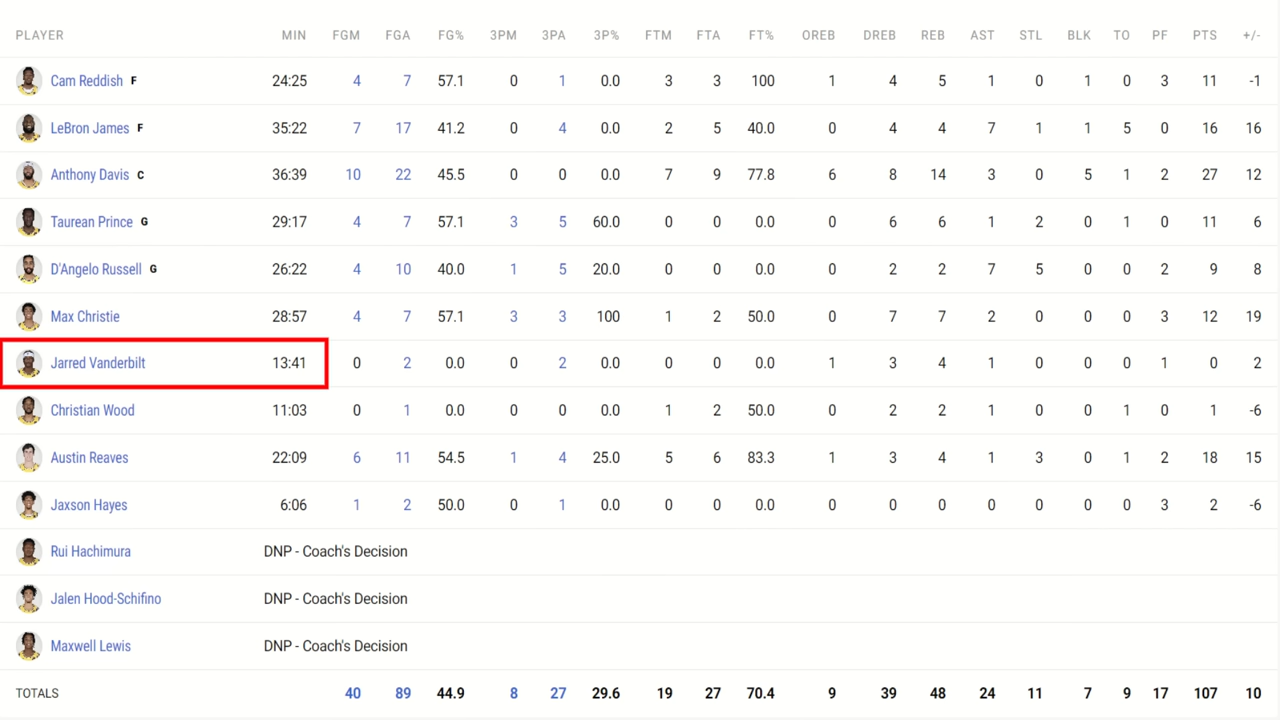 PLAYER MIN FGM FGA FG% 3PM 3PA 3P% FTM FTA FT% OREB DREB REB AST STL BLK TO PF PTS +/-
Cam Reddish F 24:25 4 7 57.1 0 1 0.0 3 3 100 1 4 5 1 0 1 0 3 11 -1
LeBron James F 35:22 7 17 41.2 0 4 0.0 2 5 40.0 0 4 4 7 1 1 5 0 16 16
Anthony Davis C 36:39 10 22 45.5 0 0 0.0 7 9 77.8 6 8 14 3 0 5 1 2 27 12
Taurean Prince G 29:17 4 7 57.1 3 5 60.0 0 0 0.0 0 6 6 1 2 0 1 0 11 6
D'Angelo Russell G 26:22 4 10 40.0 1 5 20.0 0 0 0.0 0 2 2 7 5 0 0 2 9 8
Max Christie 28:57 4 7 57.1 3 3 100 1 2 50.0 0 7 7 2 0 0 0 3 12 19
Jarred Vanderbilt 13:41 0 2 0.0 0 2 0.0 0 0 0.0 1 3 4 1 0 0 0 1 0 2
Christian Wood 11:03 0 1 0.0 0 0 0.0 1 2 50.0 0 2 2 1 0 0 1 0 1 -6
Austin Reaves 22:09 6 11 54.5 1 4 25.0 5 6 83.3 1 3 4 1 3 0 1 2 18 15
Jaxson Hayes 6:06 1 2 50.0 0 1 0.0 0 0 0.0 0 0 0 0 0 0 0 3 2 -6
Rui Hachimura DNP - Coach's Decision
Jalen Hood-Schifino DNP - Coach's Decision
Maxwell Lewis DNP - Coach's Decision
TOTALS 40 89 44.9 8 27 29.6 19 27 70.4 9 39 48 24 11 7 9 17 107 10